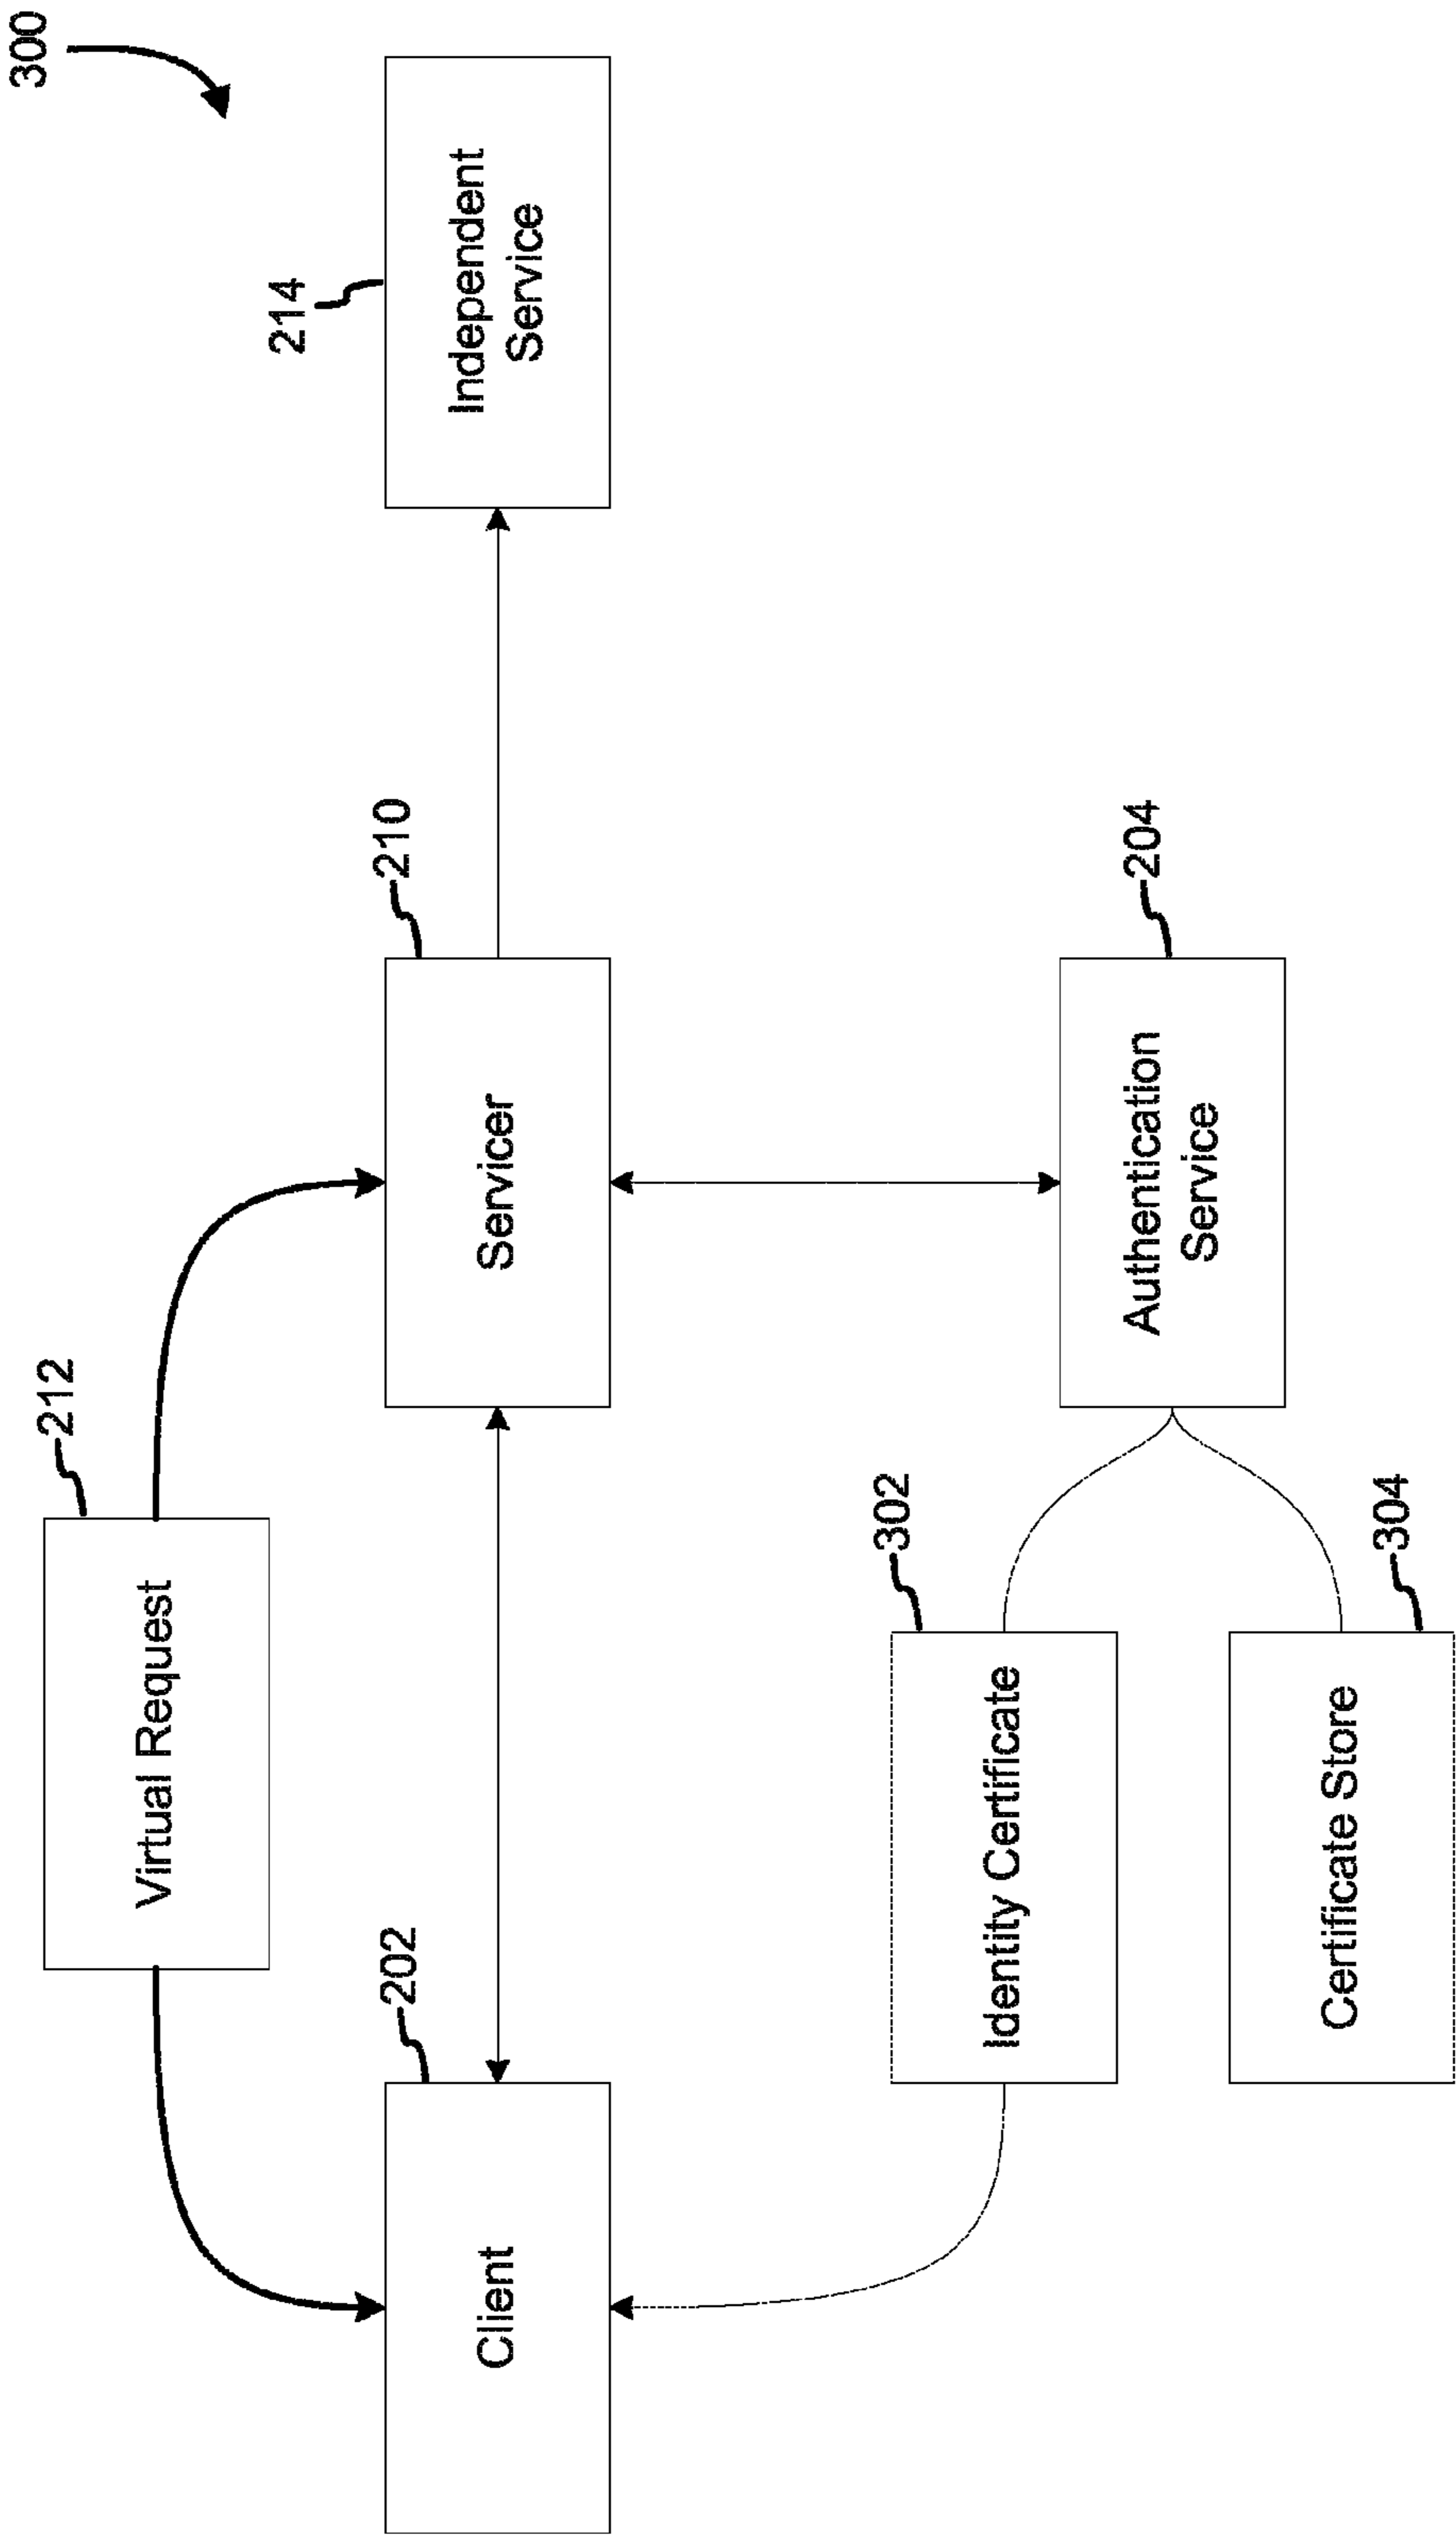 300
212
Virtual Request
202
Client
210
Servicer
214
Independent
Service
302
Identity Certificate
204
Authentication
Service
304
Certificate Store